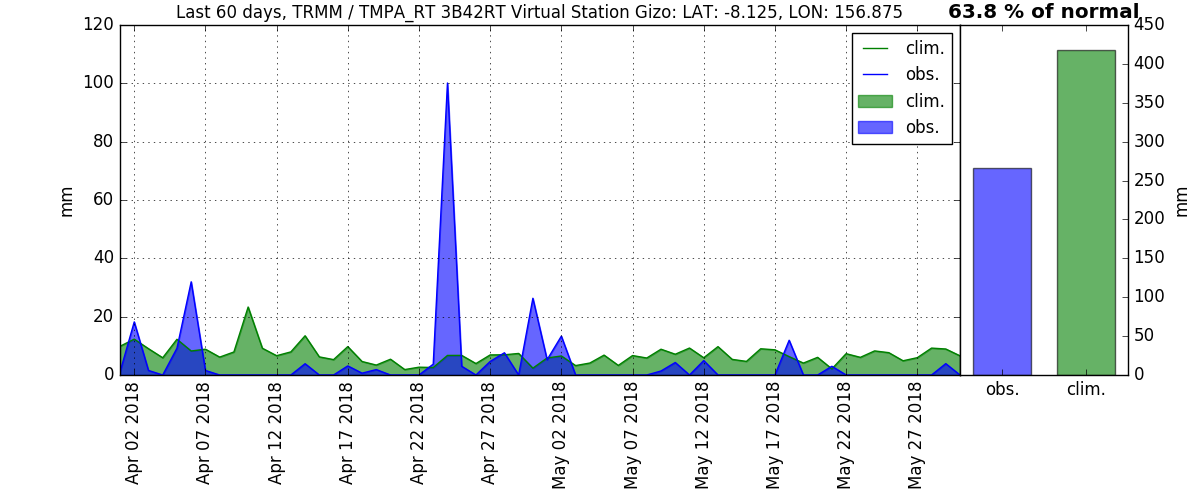 Last 60 days, TRMM / TMPA_RT 3B42RT Virtual Station Gizo: LAT: -8.125, LON: 156.875
63.8 % of normal
120
100
80
60
40
20
0
mm
clim.
obs.
clim.
obs.
Apr 02 2018
Apr 07 2018
Apr 12 2018
Apr 17 2018
Apr 22 2018
Apr 27 2018
May 02 2018
May 07 2018
May 12 2018
May 17 2018
May 22 2018
May 27 2018
450
400
350
300
250
200
150
100
50
0
mm
obs.
clim.